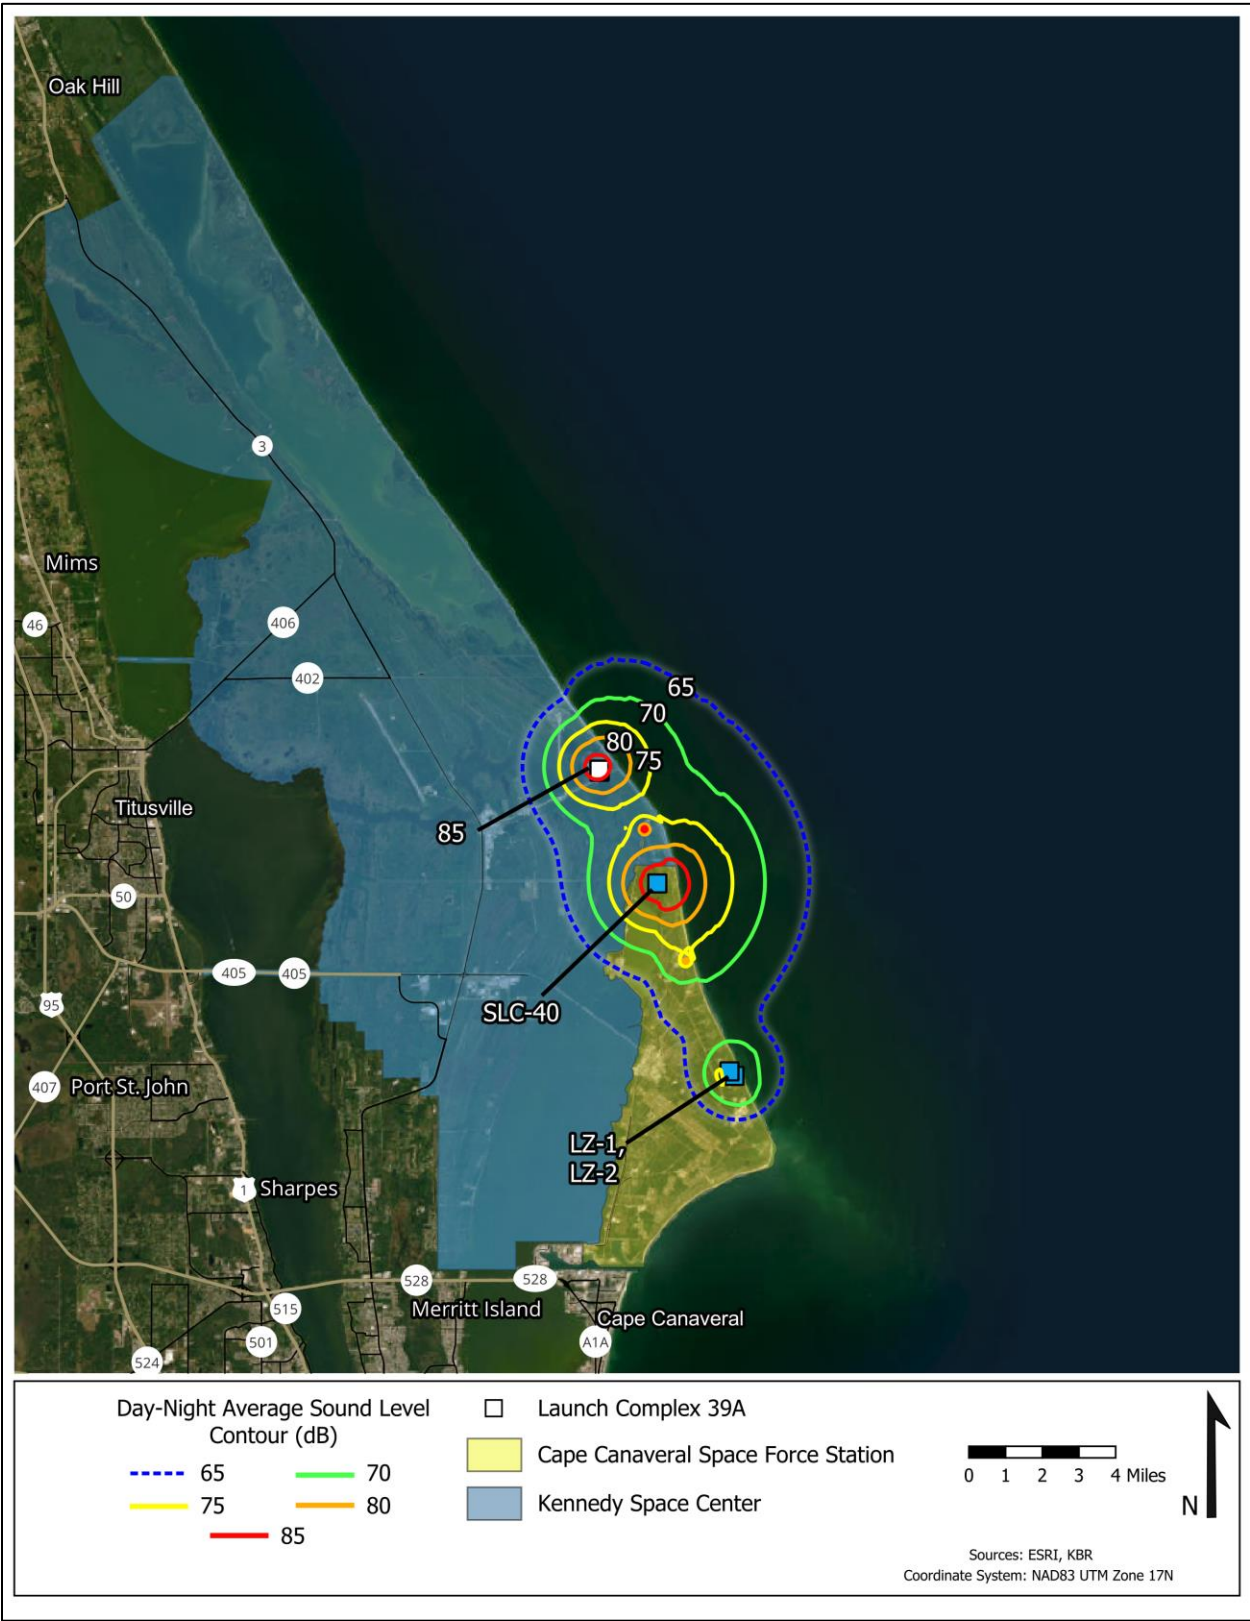 Oak Hill
3
Mims
46
406
402
65
70
80
75
Titusville
85
50
405
405
95
SLC-40
407
Port St. John
LZ-1,
LZ-2
1
Sharpes
528
528
515
Merritt Island
Cape Canaveral
501
A1A
524
Day-Night Average Sound Level
Contour (dB)
65
70
75
80
85
Launch Complex 39A
Cape Canaveral Space Force Station
Kennedy Space Center
0 1 2 3 4 Miles
N
Sources: ESRI, KBR
Coordinate System: NAD83 UTM Zone 17N